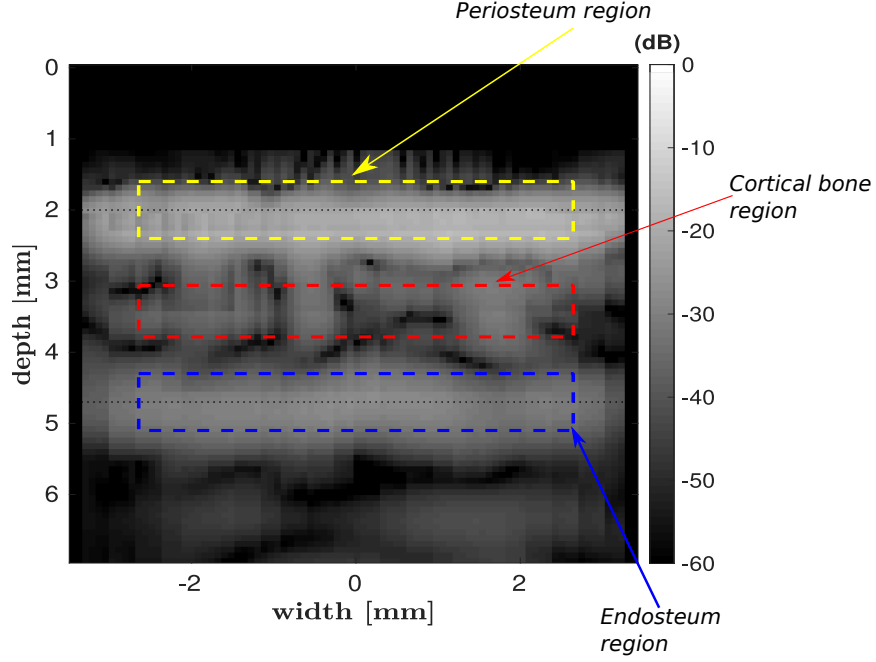 Periosteum region
(dB)
0
1
2
3
4
5
6
depth [mm]
-2
0
2
width [mm]
0
-10
-20
-30
-40
-50
-60
Cortical bone
region
Endosteum
region